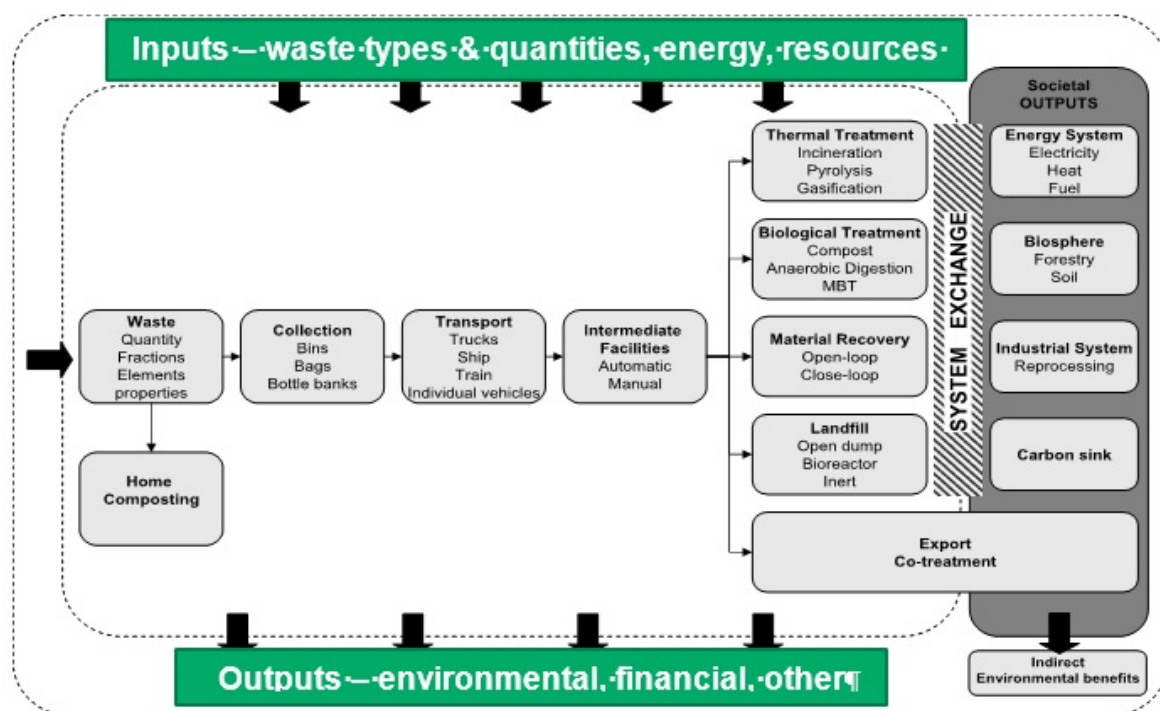 Inputs·–·waste·types·&·quantities,·energy,·resources·
Societal
OUTPUTS
Thermal Treatment
Incineration
Pyrolysis
Gasification
Energy System
Electricity
Heat
Fuel
Biological Treatment
Compost
Anaerobic Digestion
MBT
Biosphere
Forestry
Soil
SYSTEM EXCHANGE
Waste
Quantity
Fractions
Elements
properties
Collection
Bins
Bags
Bottle banks
Transport
Trucks
Ship
Train
Individual vehicles
Intermediate
Facilities
Automatic
Manual
Material Recovery
Open-loop
Close-loop
Industrial System
Reprocessing
Landfill
Open dump
Bioreactor
Inert
Carbon sink
Home
Composting
Export
Co-treatment
Outputs·–·environmental,·financial,·other¶
Indirect
Environmental benefits